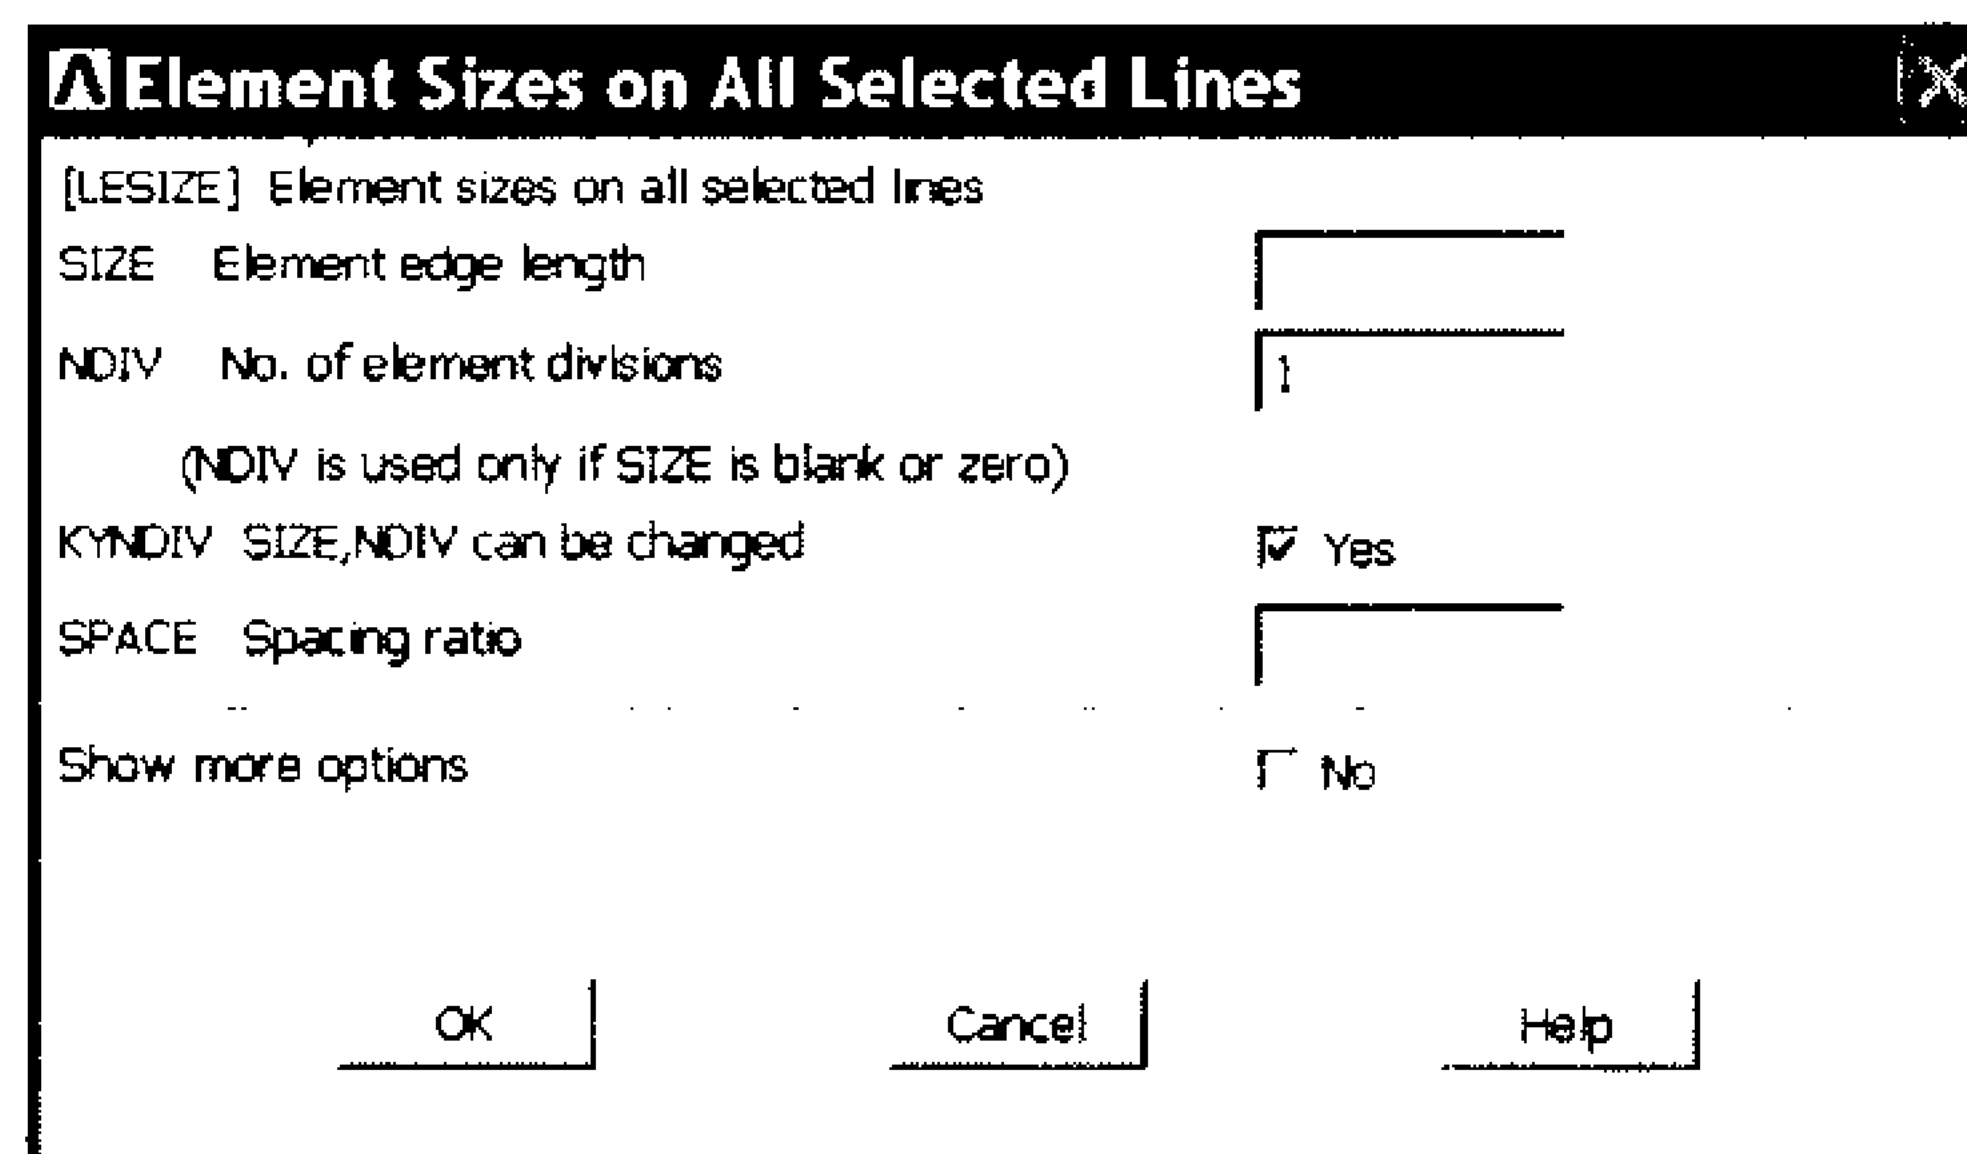 Element Sizes on All Selected Lines
[LESIZE] Element sizes on all selected lines
SIZE Element edge length
NDIV No. of element divisions 1
(NDIV is used only if SIZE is blank or zero)
KYNDIV SIZE,NDIV can be changed Yes
SPACE Spacing ratio
Show more options No
OK Cancel Help